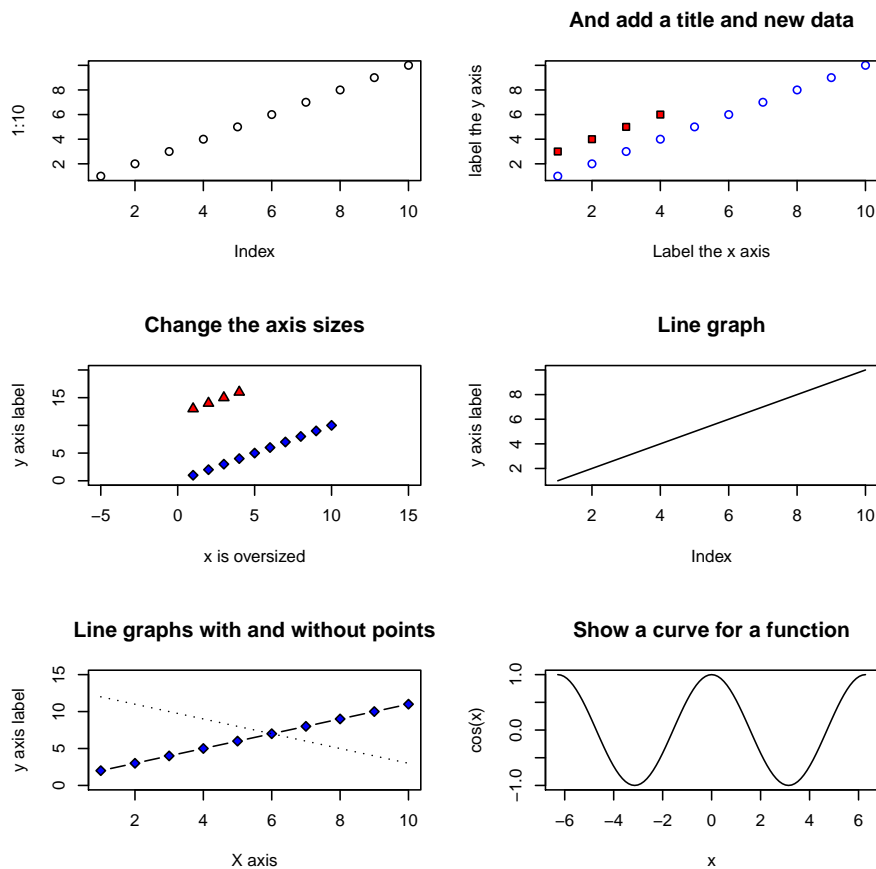 1:10
8
6
4
2
2 4 6 8 10
Index
And add a title and new data
label the y axis
8
6
4
2
2 4 6 8 10
Label the x axis
Change the axis sizes
y axis label
15
5
0
−5 0 5 10 15
x is oversized
Line graph
y axis label
8
6
4
2
2 4 6 8 10
Index
Line graphs with and without points
y axis label
15
10
5
0
2 4 6 8 10
X axis
Show a curve for a function
cos(x)
1.0
0.0
−1.0
−6 −4 −2 0 2 4 6
x